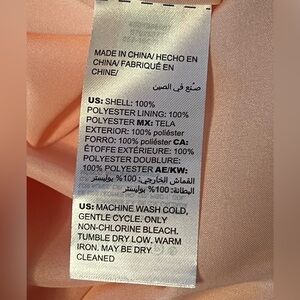 MADE IN CHINA/ HECHO EN
CHINA/ FABRIQUÉ EN
CHINE/
صنع في الصين
US: SHELL: 100%
POLYESTER LINING: 100%
POLYESTER MX: TELA
EXTERIOR: 100% poliéster
FORRO: 100% poliéster CA:
ÉTOFFE EXTÉRIEURE: 100%
POLYESTER DOUBLURE:
100% POLYESTER AE/KW:
القماش الخارجي: 100% بوليستر
البطانة: 100% بوليستر
US: MACHINE WASH COLD,
GENTLE CYCLE. ONLY
NON-CHLORINE BLEACH.
TUMBLE DRY LOW. WARM
IRON. MAY BE DRY
CLEANED